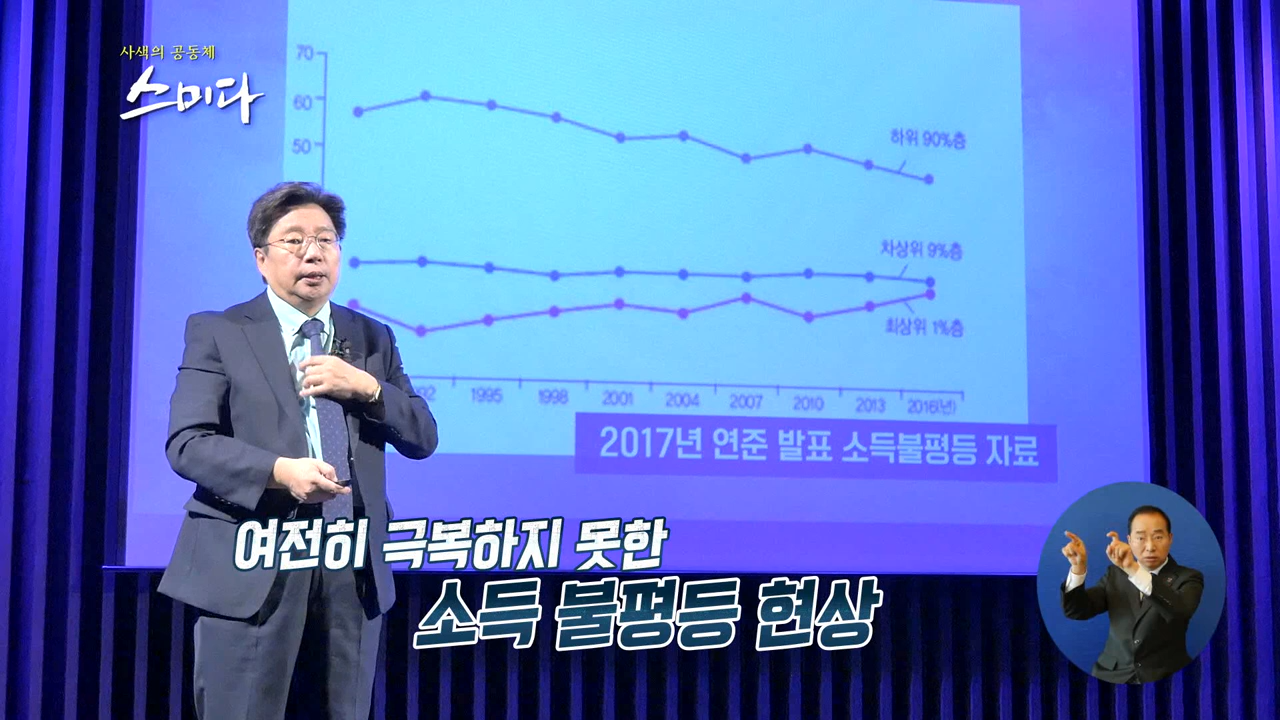 사색의 공동체
스미다
70
60
50
하위 90%층
차상위 9%층
최상위 1%층
92 1995 1998 2001 2004 2007 2010 2013 2016(년)
2017년 연준 발표 소득불평등 자료
여전히 극복하지 못한
소득 불평등 현상